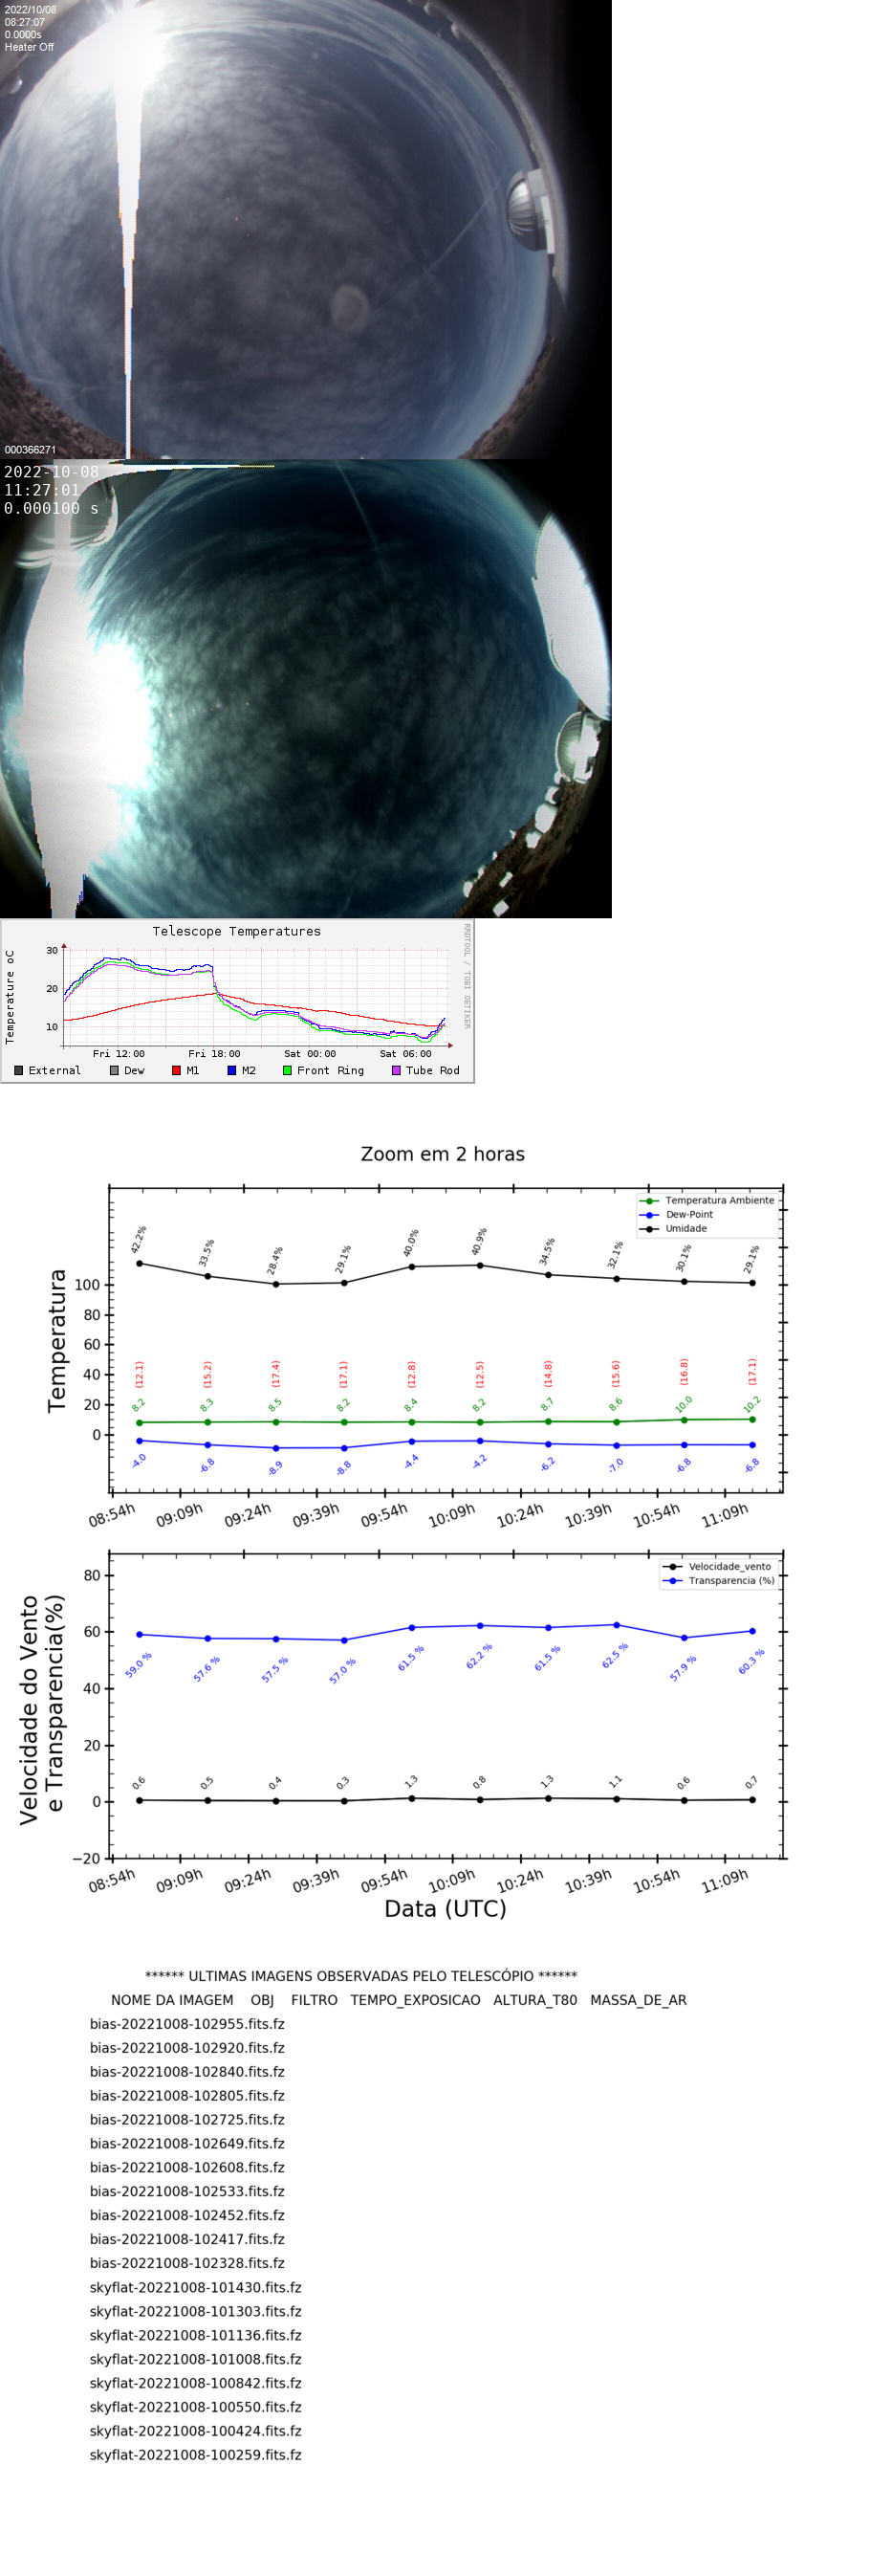 2022/10/08
08:27:07
0.0000s
Heater Off
000366271
2022-10-08
11:27:01
0.000100 s
Telescope Temperatures
RRDTOOL / TOBI OETIKER
Temperature oC
30
20
10
Fri 12:00 Fri 18:00 Sat 00:00 Sat 06:00
External Dew M1 M2 Front Ring Tube Rod
Zoom em 2 horas
Temperatura Ambiente
Dew-Point
Umidade
42.2% 33.5% 28.4% 29.1% 40.0% 40.9% 34.5% 32.1% 30.1% 29.1%
Temperatura
100
80
60
40
20
0
(12.1) (15.2) (17.4) (17.1) (12.8) (12.5) (14.8) (15.6) (16.8) (17.1)
8.2 8.3 8.5 8.2 8.4 8.2 8.7 8.6 10.0 10.2
-4.0 -6.8 -8.9 -8.8 -4.4 -4.2 -6.2 -7.0 -6.8 -6.8
08:54h 09:09h 09:24h 09:39h 09:54h 10:09h 10:24h 10:39h 10:54h 11:09h
Velocidade_vento
Transparencia (%)
Velocidade do Vento
e Transparencia(%)
80
60
40
20
0
−20
59.0 % 57.6 % 57.5 % 57.0 % 61.5 % 62.2 % 61.5 % 62.5 % 57.9 % 60.3 %
0.6 0.5 0.4 0.3 1.3 0.8 1.3 1.1 0.6 0.7
08:54h 09:09h 09:24h 09:39h 09:54h 10:09h 10:24h 10:39h 10:54h 11:09h
Data (UTC)
****** ULTIMAS IMAGENS OBSERVADAS PELO TELESCÓPIO ******
NOME DA IMAGEM OBJ FILTRO TEMPO_EXPOSICAO ALTURA_T80 MASSA_DE_AR
bias-20221008-102955.fits.fz
bias-20221008-102920.fits.fz
bias-20221008-102840.fits.fz
bias-20221008-102805.fits.fz
bias-20221008-102725.fits.fz
bias-20221008-102649.fits.fz
bias-20221008-102608.fits.fz
bias-20221008-102533.fits.fz
bias-20221008-102452.fits.fz
bias-20221008-102417.fits.fz
bias-20221008-102328.fits.fz
skyflat-20221008-101430.fits.fz
skyflat-20221008-101303.fits.fz
skyflat-20221008-101136.fits.fz
skyflat-20221008-101008.fits.fz
skyflat-20221008-100842.fits.fz
skyflat-20221008-100550.fits.fz
skyflat-20221008-100424.fits.fz
skyflat-20221008-100259.fits.fz